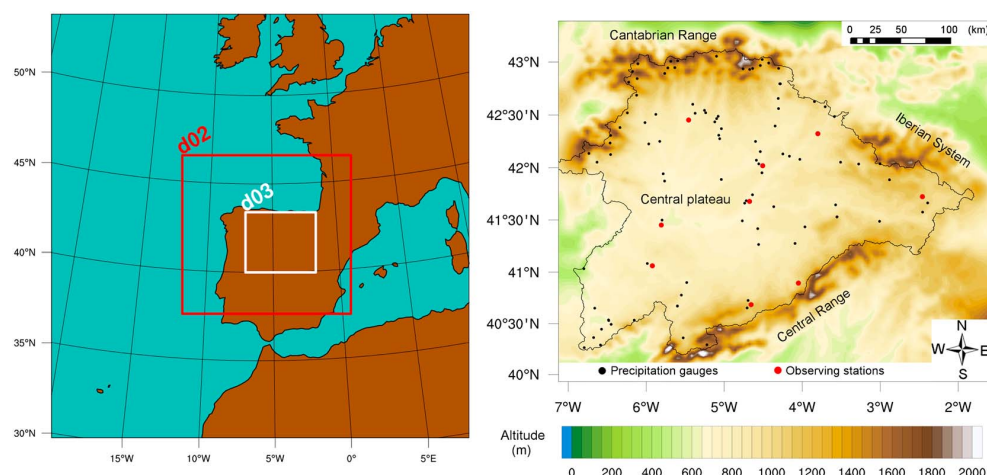 50°N
45°N
40°N
35°N
30°N
15°W
10°W
5°W
0°
5°E
d02
d03
Cantabrian Range
0 25 50 100 (km)
43°N
42°30'N
42°N
41°30'N
41°N
40°30'N
40°N
Iberian System
Central plateau
Central Range
N
W E
S
Precipitation gauges
Observing stations
7°W
6°W
5°W
4°W
3°W
2°W
Altitude
(m)
0 200 400 600 1000 1200 1400 1600 1800 2000